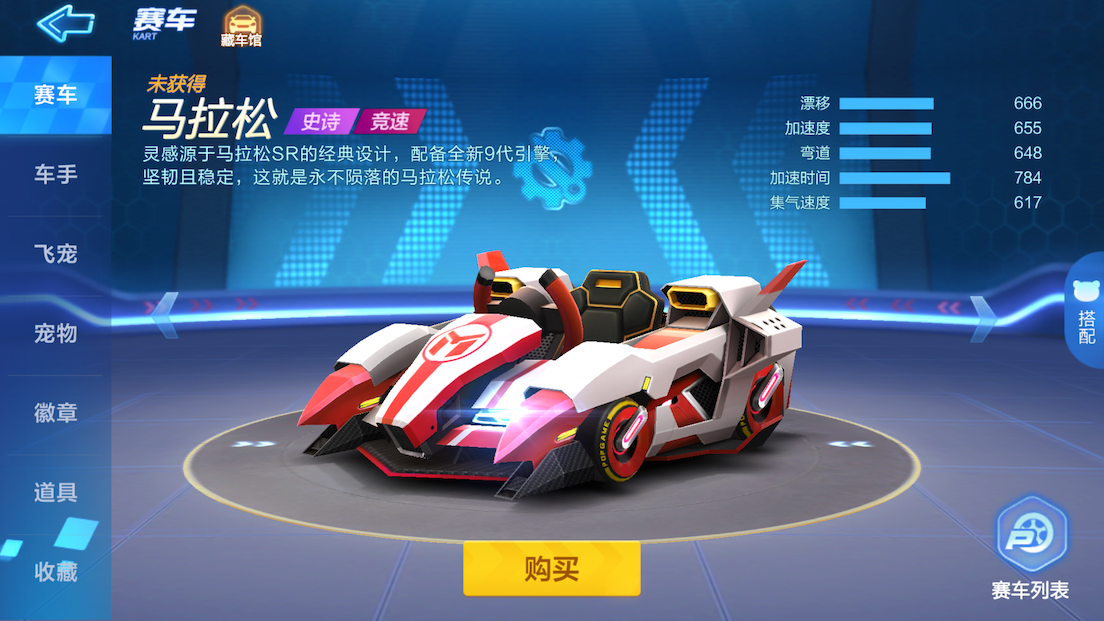 赛车
KART
藏车馆
赛车
车手
飞宠
宠物
徽章
道具
收藏
未获得
马拉松 史诗 竞速
灵感源于马拉松SR的经典设计，配备全新9代引擎，
坚韧且稳定，这就是永不陨落的马拉松传说。
漂移 666
加速度 655
弯道 648
加速时间 784
集气速度 617
搭配
POPGAME
购买
赛车列表